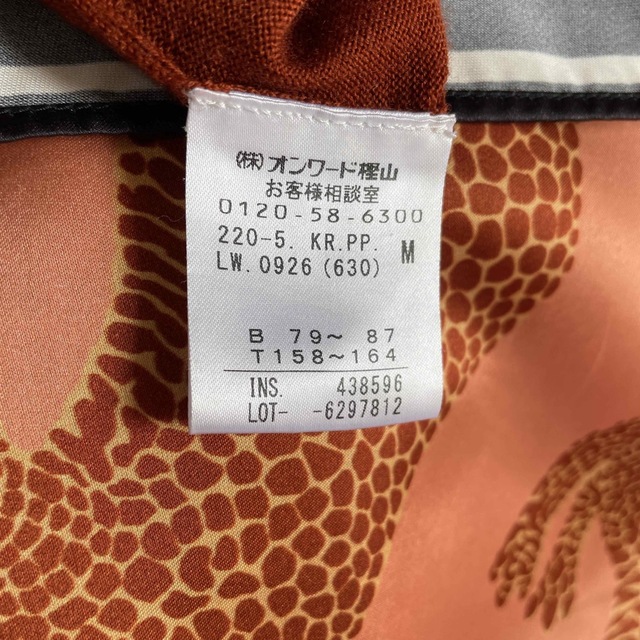 (株)オンワード樫山
お客様相談室
0120-58-6300
220-5. KR.PP. M
LW.0926(630)
B 79～ 87
T158～164
INS. 438596
LOT- -6297812